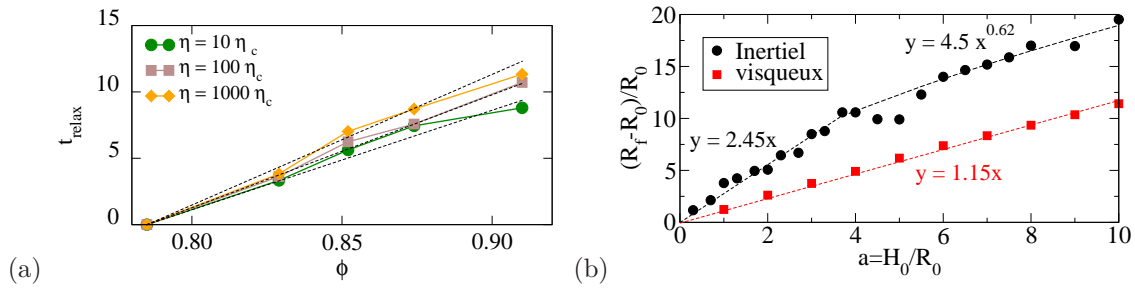 15
10
5
0
t_relax
η = 10 η_c
η = 100 η_c
η = 1000 η_c
0.80 0.85 0.90
ϕ
(a)
20
15
10
5
0
(R_f-R_0)/R_0
Inertiel
visqueux
y = 4.5 x^0.62
y = 2.45x
y = 1.15x
0 2 4 6 8 10
a=H_0/R_0
(b)